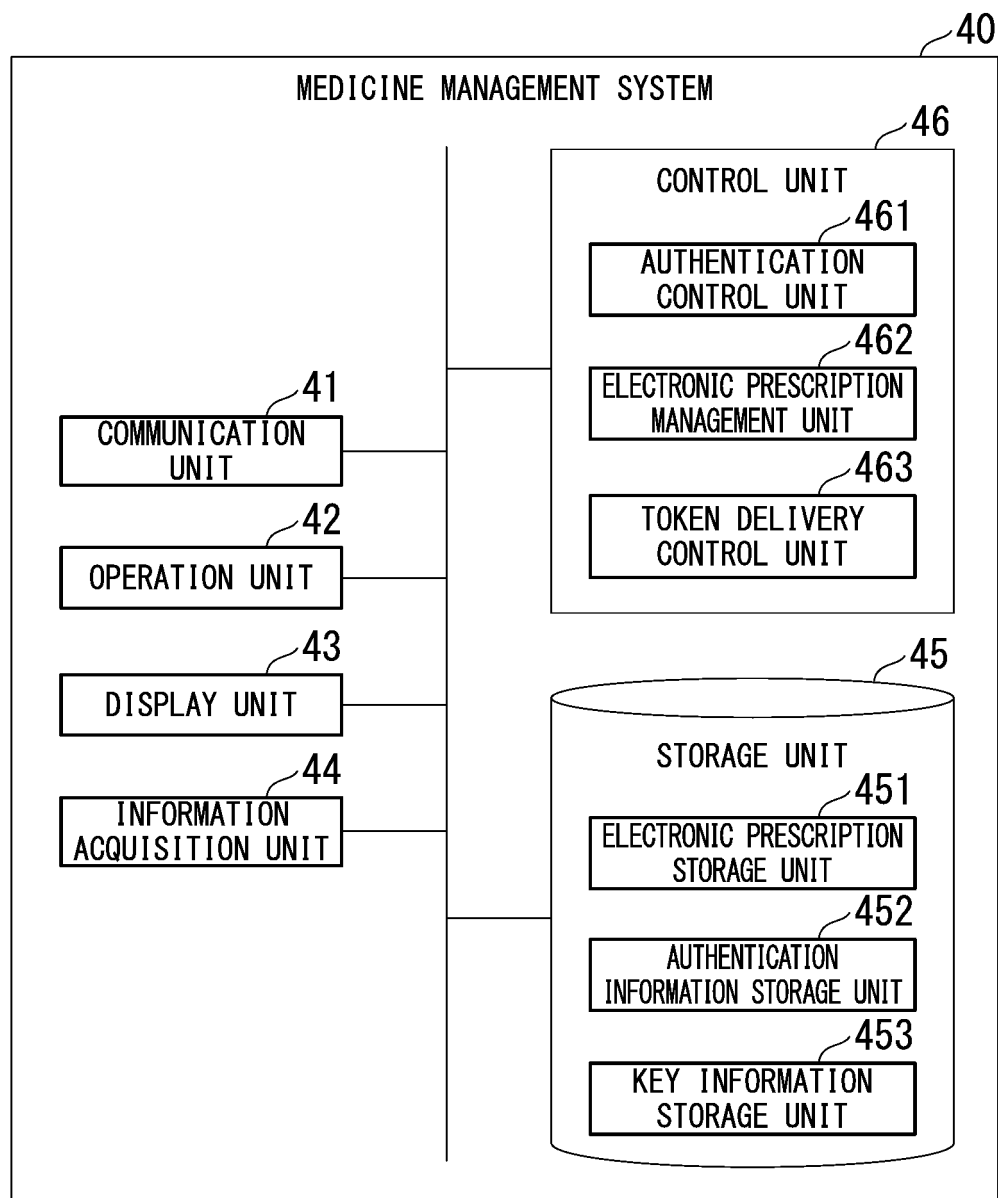 40
MEDICINE MANAGEMENT SYSTEM
46
CONTROL UNIT
461
AUTHENTICATION
CONTROL UNIT
462
ELECTRONIC PRESCRIPTION
MANAGEMENT UNIT
463
TOKEN DELIVERY
CONTROL UNIT
41
COMMUNICATION
UNIT
42
OPERATION UNIT
43
DISPLAY UNIT
44
INFORMATION
ACQUISITION UNIT
45
STORAGE UNIT
451
ELECTRONIC PRESCRIPTION
STORAGE UNIT
452
AUTHENTICATION
INFORMATION STORAGE UNIT
453
KEY INFORMATION
STORAGE UNIT